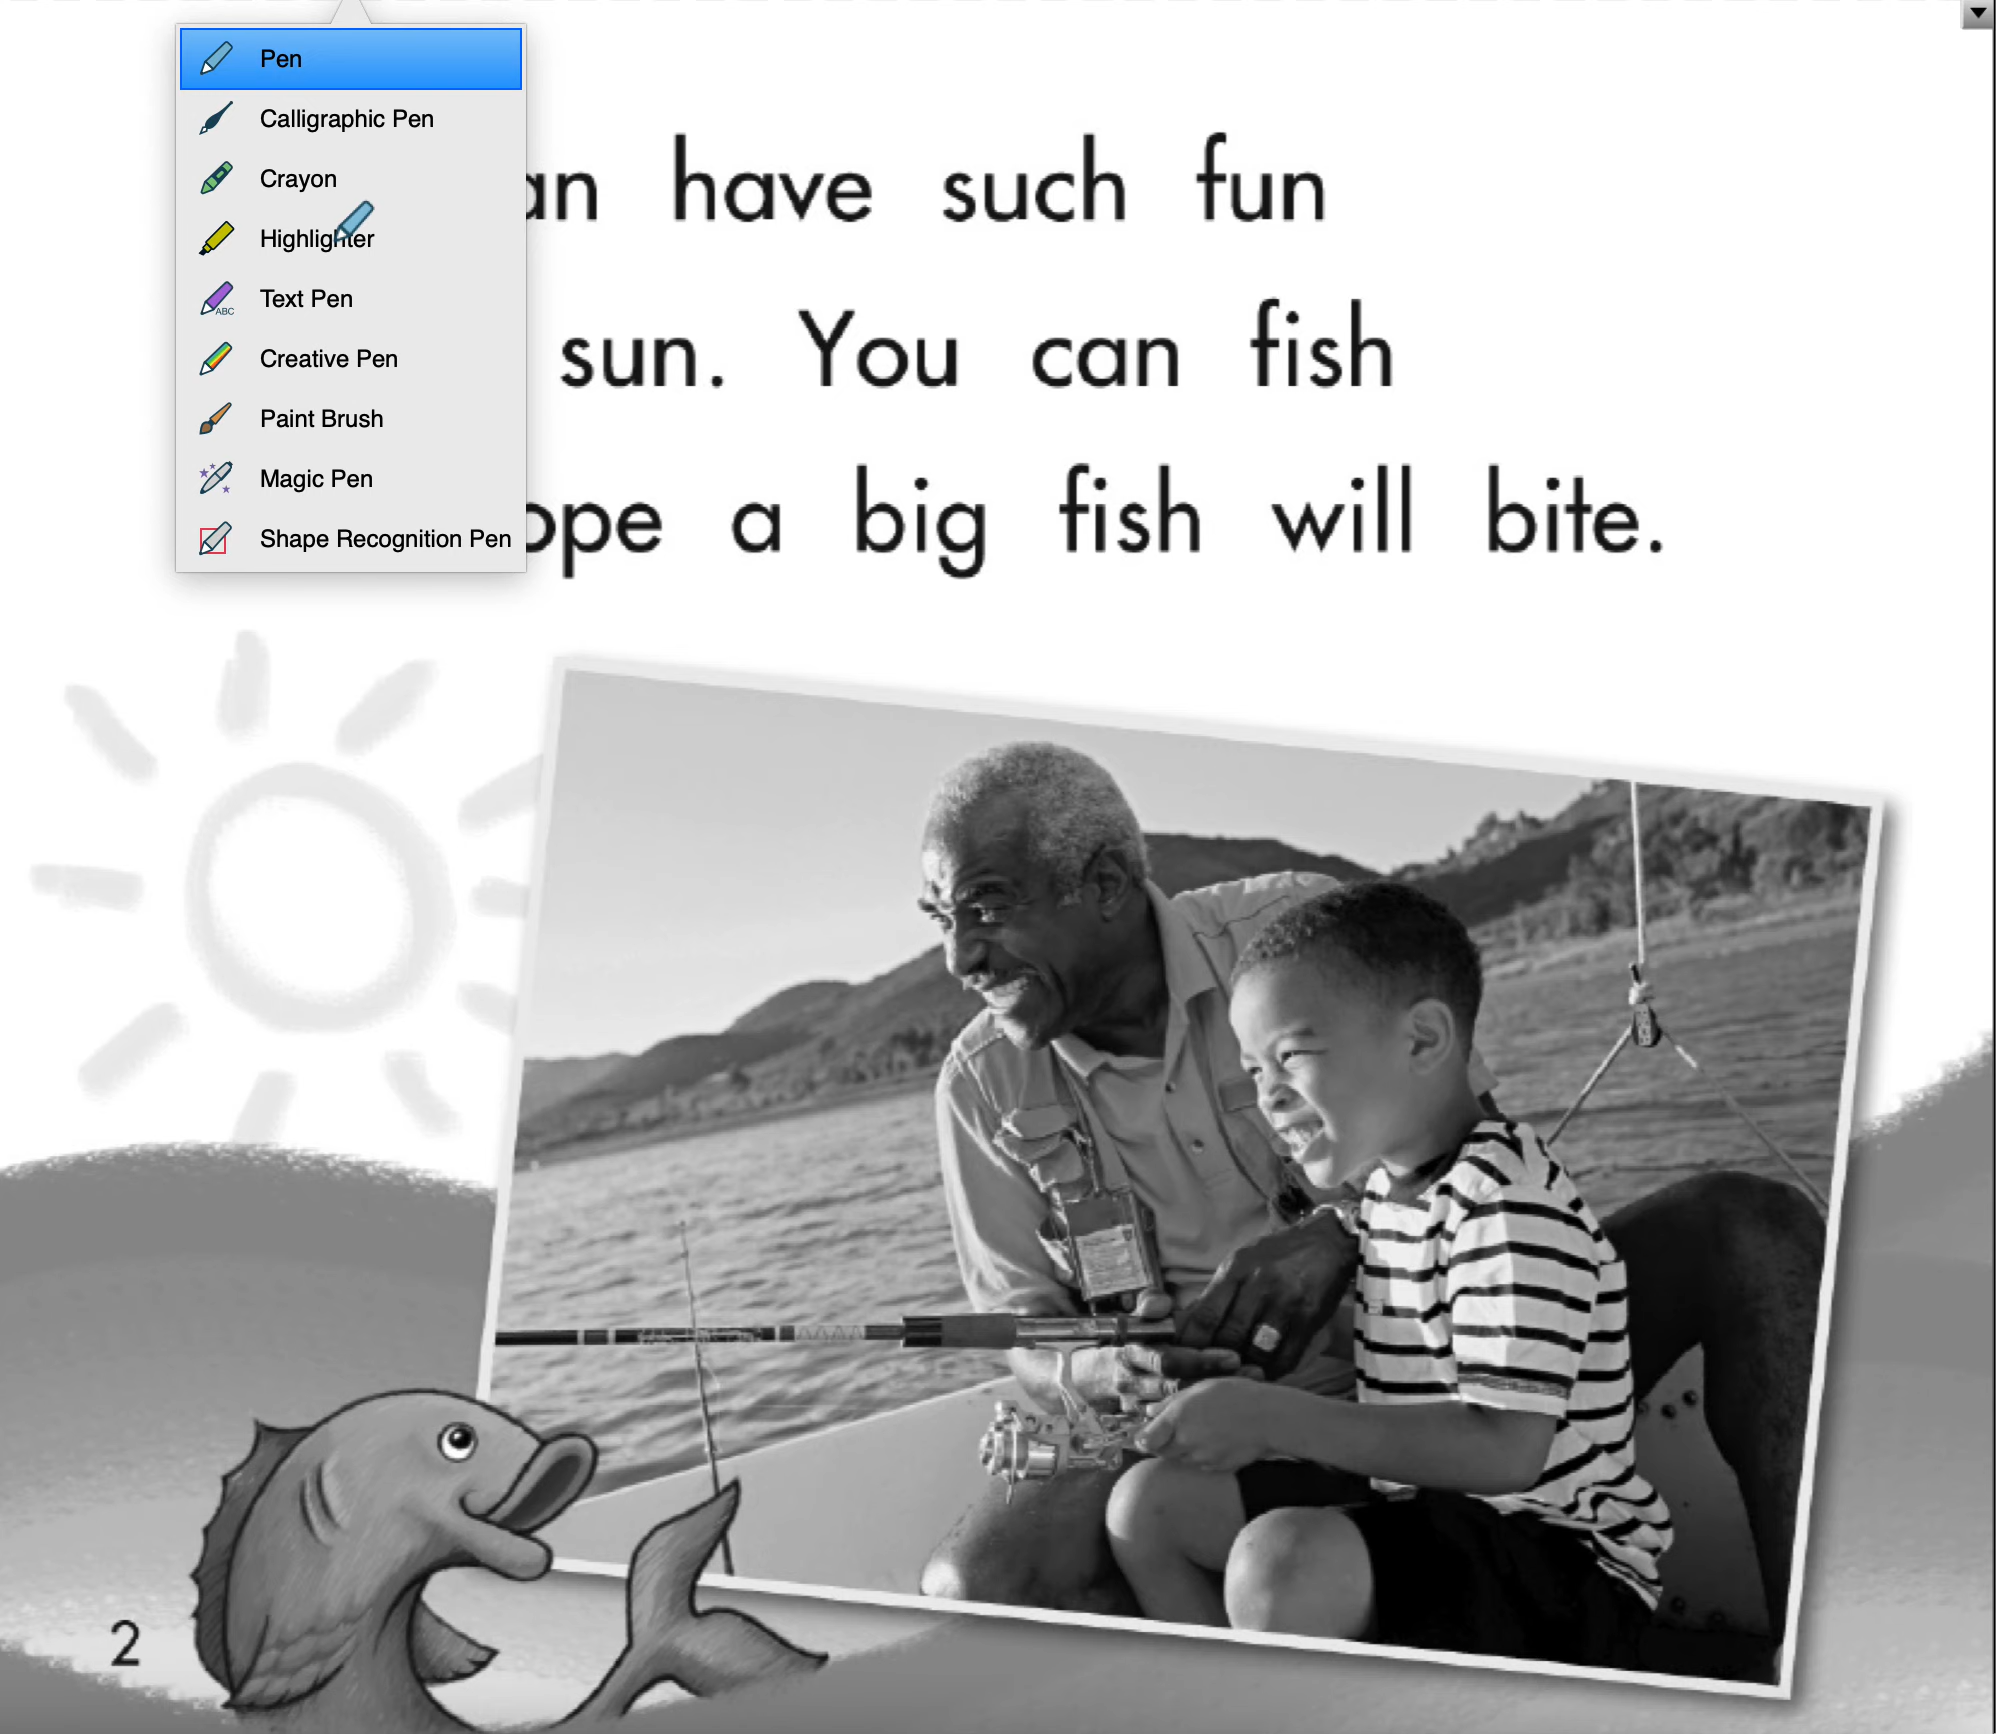 Pen
Calligraphic Pen
Crayon
Highlighter
Text Pen
Creative Pen
Paint Brush
Magic Pen
Shape Recognition Pen
ABC
an have such fun
sun. You can fish
ope a big fish will bite.
2